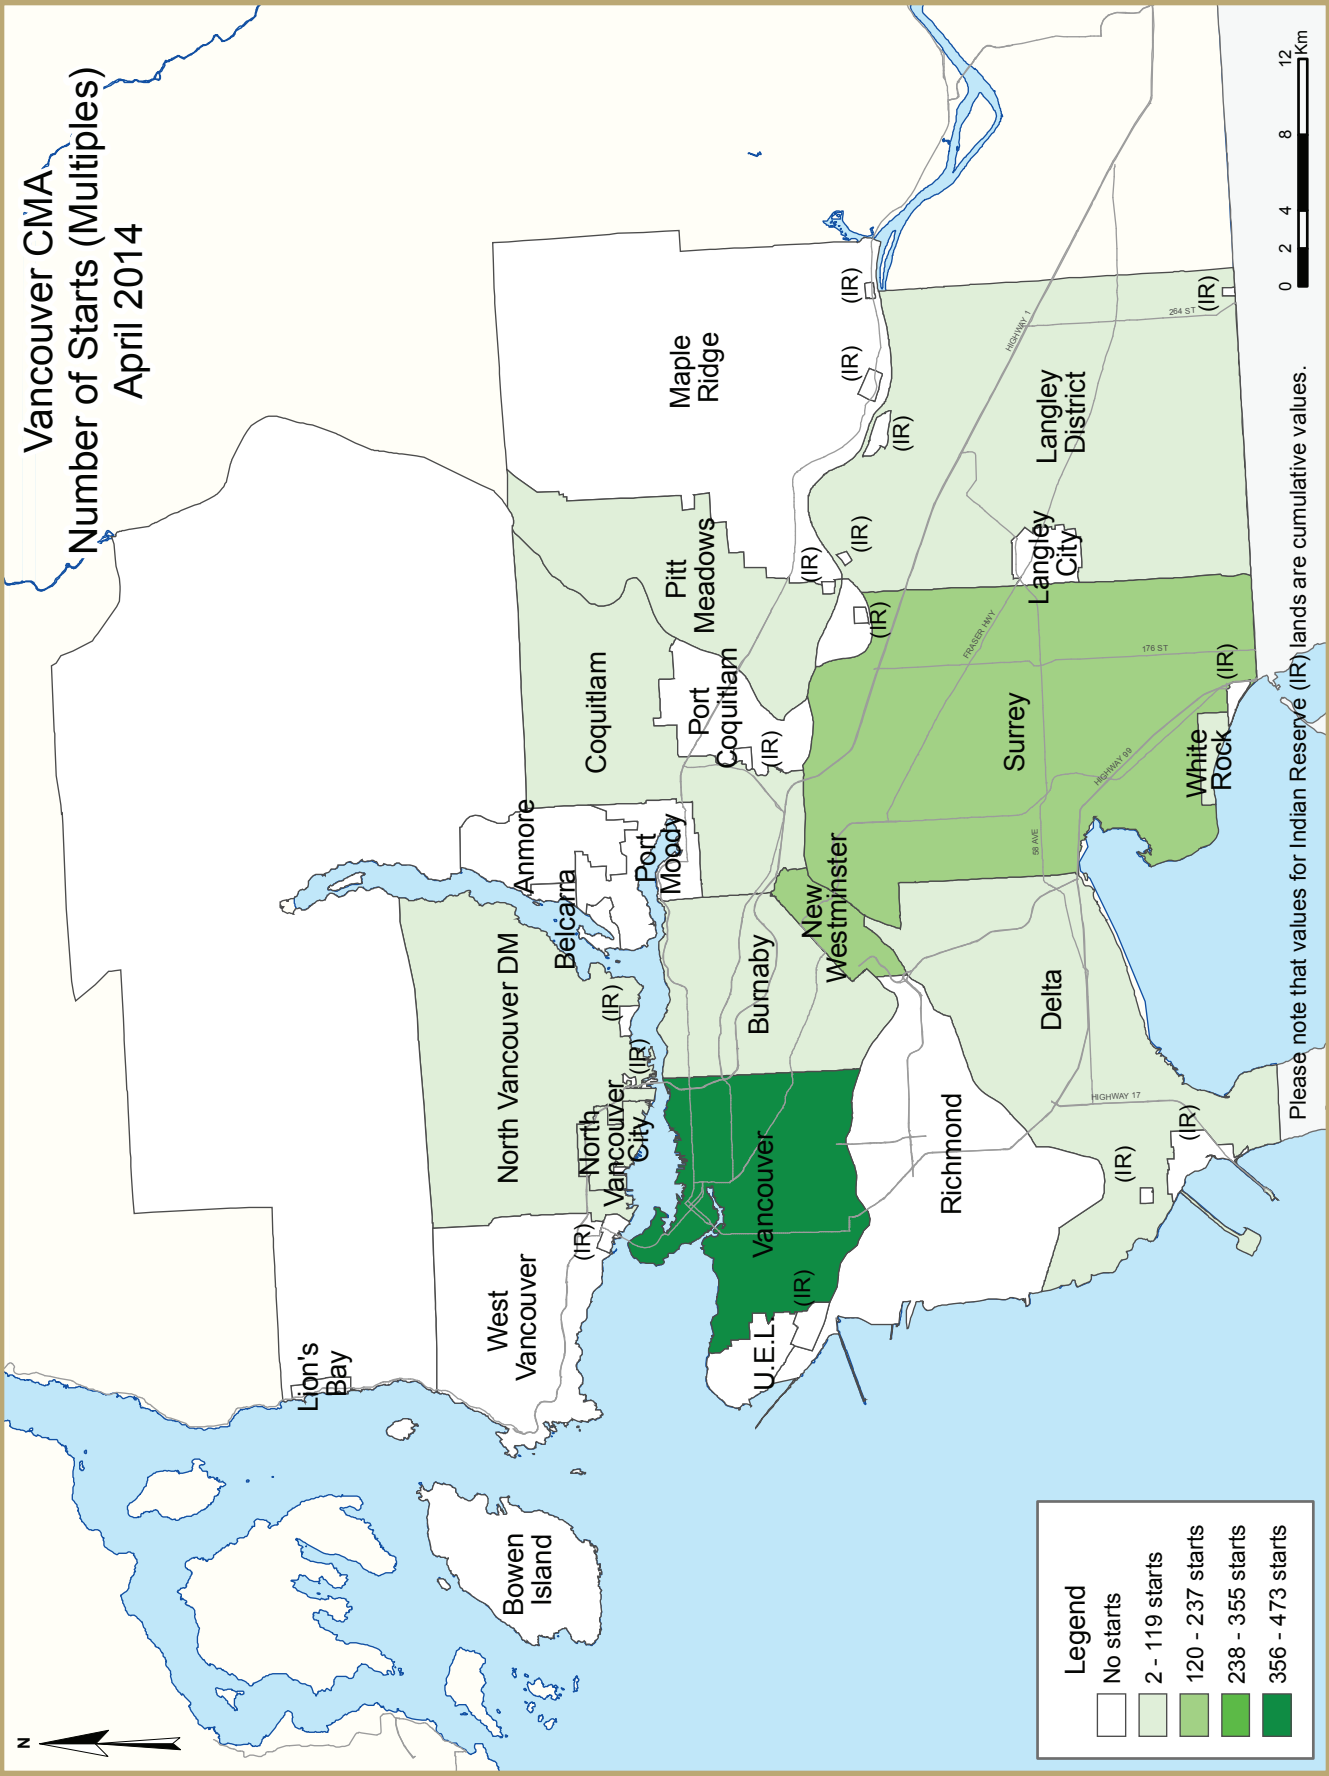 Vancouver CMA
Number of Starts (Multiples)
April 2014
N
Lion's
Bay
Bowen
Island
West
Vancouver
(IR)
North Vancouver DM
North
Vancouver
City
(IR)
(IR)
Belcarra
Anmore
Port
Moody
Coquitlam
Port
Coquitlam
(IR)
Pitt
Meadows
Maple
Ridge
(IR)
(IR)
(IR)
(IR)
(IR)
(IR)
U.E.L.
(IR)
Vancouver
Burnaby
New
Westminster
Richmond
Delta
(IR)
(IR)
HIGHWAY 17
Surrey
FRASER HWY
176 ST
58 AVE
HIGHWAY 99
White
Rock
(IR)
Langley
City
Langley
District
HIGHWAY 1
264 ST
(IR)
Legend
No starts
2 - 119 starts
120 - 237 starts
238 - 355 starts
356 - 473 starts
0 2 4 8 12
Km
Please note that values for Indian Reserve (IR) lands are cumulative values.